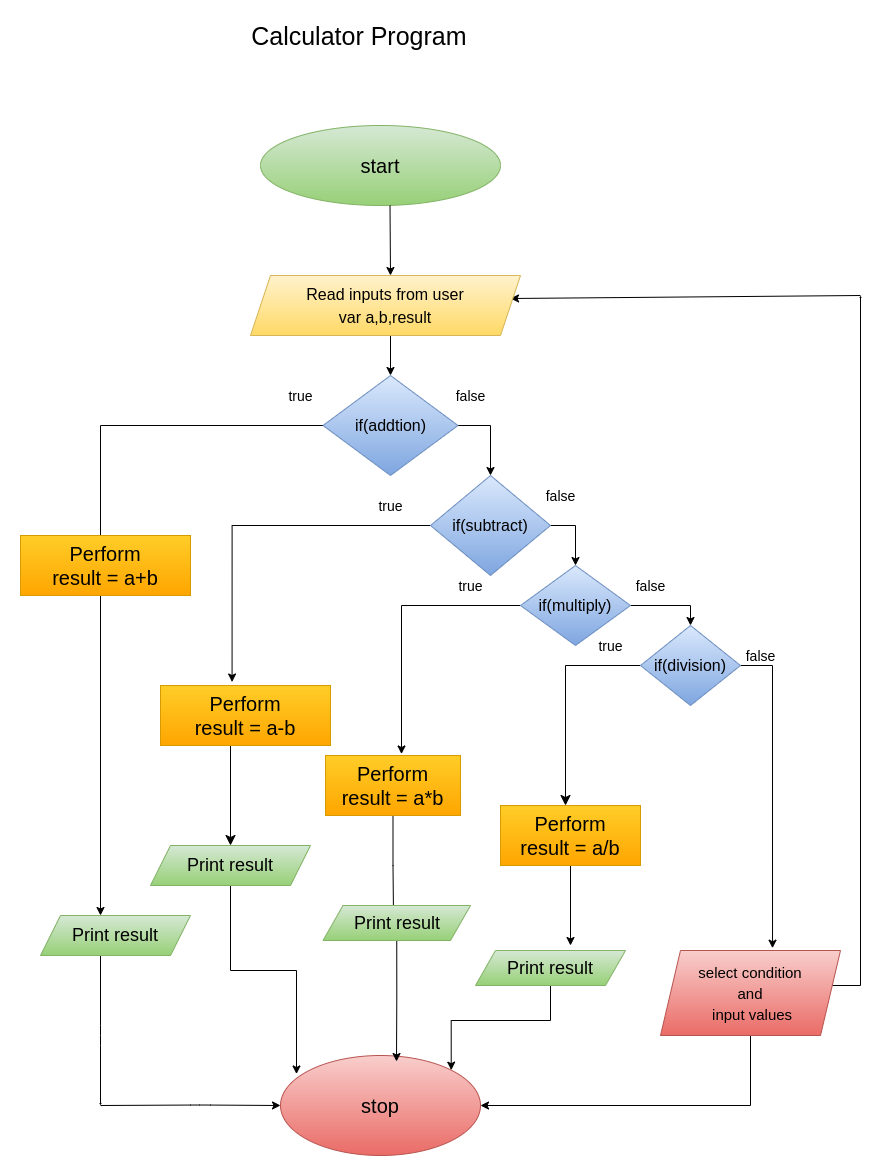 Calculator Program
start
Read inputs from user
var a,b,result
true
false
if(addtion)
true
false
if(subtract)
Perform
result = a+b
true
false
if(multiply)
true
false
if(division)
Perform
result = a-b
Perform
result = a*b
Perform
result = a/b
Print result
Print result
Print result
Print result
select condition
and
input values
stop